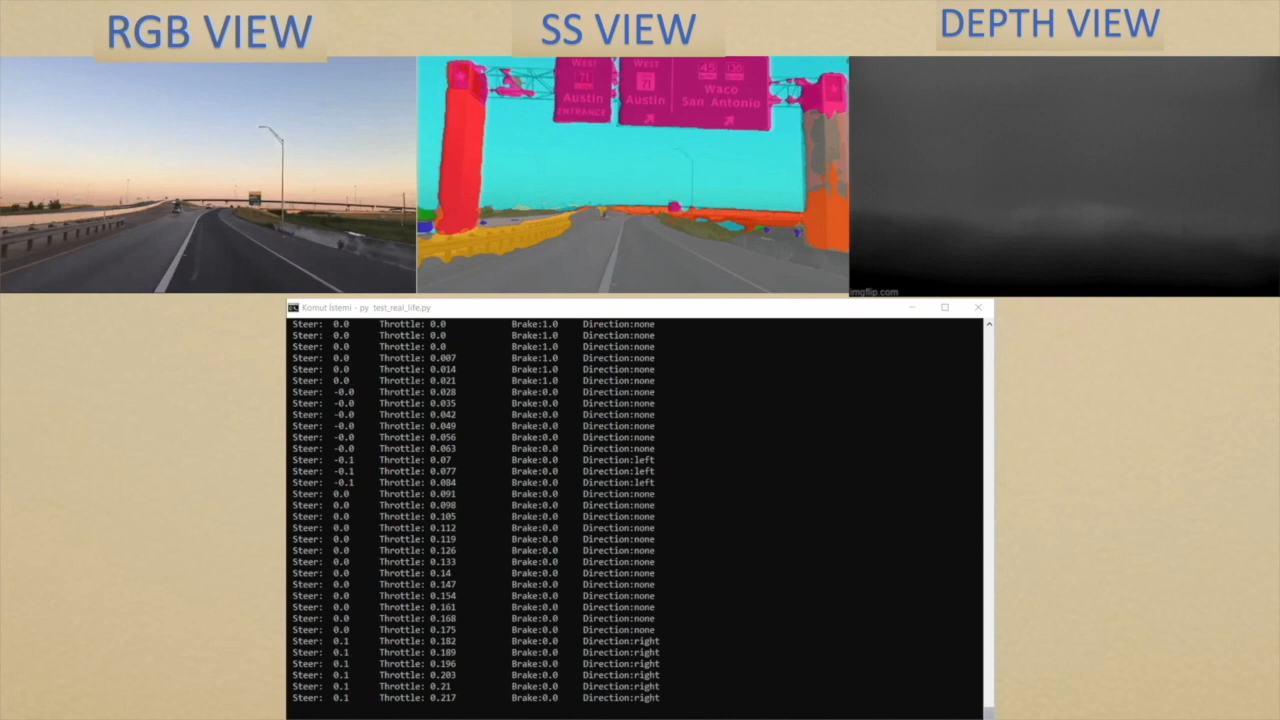 RGB VIEW
SS VIEW
DEPTH VIEW
WEST
71
Austin
ENTRANCE
WEST
71
Austin
45
130
Waco
San Antonio
imgflip.com
Komut İstemi - py test_real_life.py
Steer: 0.0 Throttle: 0.0 Brake:1.0 Direction:none
Steer: 0.0 Throttle: 0.0 Brake:1.0 Direction:none
Steer: 0.0 Throttle: 0.0 Brake:1.0 Direction:none
Steer: 0.0 Throttle: 0.007 Brake:1.0 Direction:none
Steer: 0.0 Throttle: 0.014 Brake:1.0 Direction:none
Steer: 0.0 Throttle: 0.021 Brake:1.0 Direction:none
Steer: -0.0 Throttle: 0.028 Brake:0.0 Direction:none
Steer: -0.0 Throttle: 0.035 Brake:0.0 Direction:none
Steer: -0.0 Throttle: 0.042 Brake:0.0 Direction:none
Steer: -0.0 Throttle: 0.049 Brake:0.0 Direction:none
Steer: -0.0 Throttle: 0.056 Brake:0.0 Direction:none
Steer: -0.0 Throttle: 0.063 Brake:0.0 Direction:none
Steer: -0.1 Throttle: 0.07 Brake:0.0 Direction:left
Steer: -0.1 Throttle: 0.077 Brake:0.0 Direction:left
Steer: -0.1 Throttle: 0.084 Brake:0.0 Direction:left
Steer: 0.0 Throttle: 0.091 Brake:0.0 Direction:none
Steer: 0.0 Throttle: 0.098 Brake:0.0 Direction:none
Steer: 0.0 Throttle: 0.105 Brake:0.0 Direction:none
Steer: 0.0 Throttle: 0.112 Brake:0.0 Direction:none
Steer: 0.0 Throttle: 0.119 Brake:0.0 Direction:none
Steer: 0.0 Throttle: 0.126 Brake:0.0 Direction:none
Steer: 0.0 Throttle: 0.133 Brake:0.0 Direction:none
Steer: 0.0 Throttle: 0.14 Brake:0.0 Direction:none
Steer: 0.0 Throttle: 0.147 Brake:0.0 Direction:none
Steer: 0.0 Throttle: 0.154 Brake:0.0 Direction:none
Steer: 0.0 Throttle: 0.161 Brake:0.0 Direction:none
Steer: 0.0 Throttle: 0.168 Brake:0.0 Direction:none
Steer: 0.0 Throttle: 0.175 Brake:0.0 Direction:none
Steer: 0.1 Throttle: 0.182 Brake:0.0 Direction:right
Steer: 0.1 Throttle: 0.189 Brake:0.0 Direction:right
Steer: 0.1 Throttle: 0.196 Brake:0.0 Direction:right
Steer: 0.1 Throttle: 0.203 Brake:0.0 Direction:right
Steer: 0.1 Throttle: 0.21 Brake:0.0 Direction:right
Steer: 0.1 Throttle: 0.217 Brake:0.0 Direction:right